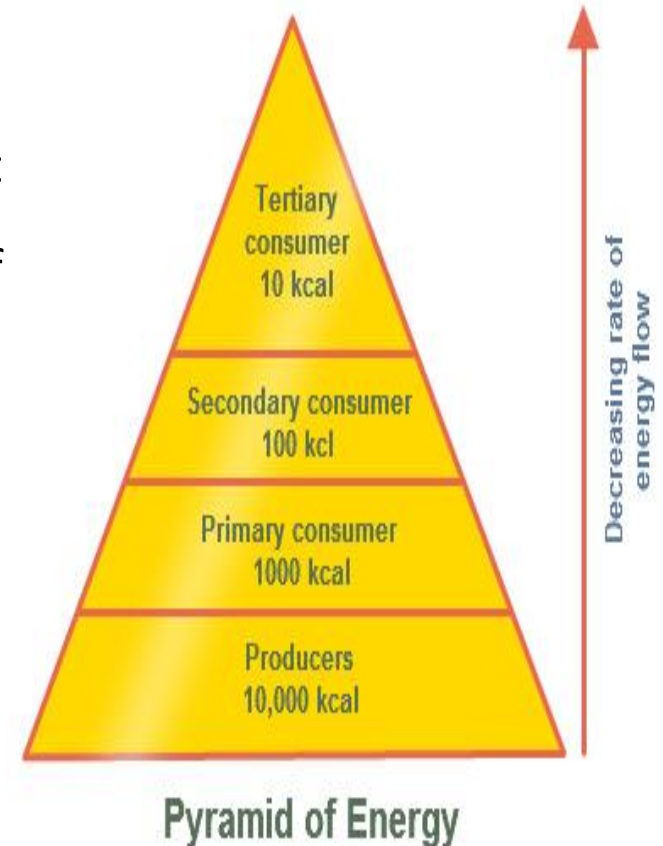 Tertiary
consumer
10 kcal
Secondary consumer
100 kcl
Primary consumer
1000 kcal
Producers
10,000 kcal
Decreasing rate of
energy flow
Pyramid of Energy